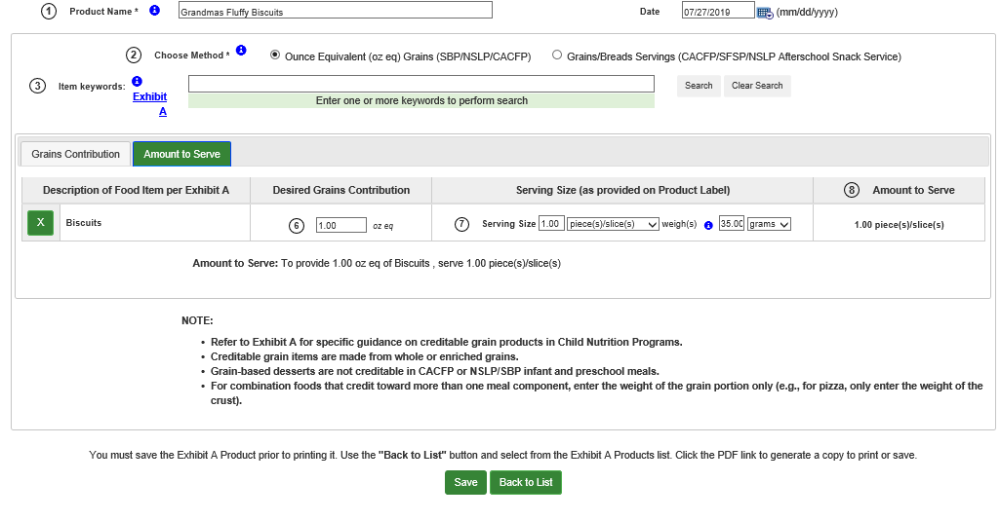 1 Product Name * i Grandmas Fluffy Biscuits Date 07/27/2019 (mm/dd/yyyy)
2 Choose Method * i Ounce Equivalent (oz eq) Grains (SBP/NSLP/CACFP) Grains/Breads Servings (CACFP/SFSP/NSLP Afterschool Snack Service)
3 Item keywords: i Search Clear Search
Exhibit A
Enter one or more keywords to perform search
Grains Contribution Amount to Serve
Description of Food Item per Exhibit A Desired Grains Contribution Serving Size (as provided on Product Label) 8 Amount to Serve
X Biscuits 6 1.00 oz eq 7 Serving Size 1.00 piece(s)/slice(s) weigh(s) i 35.00 grams 1.00 piece(s)/slice(s)
Amount to Serve: To provide 1.00 oz eq of Biscuits , serve 1.00 piece(s)/slice(s)
NOTE:
• Refer to Exhibit A for specific guidance on creditable grain products in Child Nutrition Programs.
• Creditable grain items are made from whole or enriched grains.
• Grain-based desserts are not creditable in CACFP or NSLP/SBP infant and preschool meals.
• For combination foods that credit toward more than one meal component, enter the weight of the grain portion only (e.g., for pizza, only enter the weight of the
crust).
You must save the Exhibit A Product prior to printing it. Use the "Back to List" button and select from the Exhibit A Products list. Click the PDF link to generate a copy to print or save.
Save Back to List